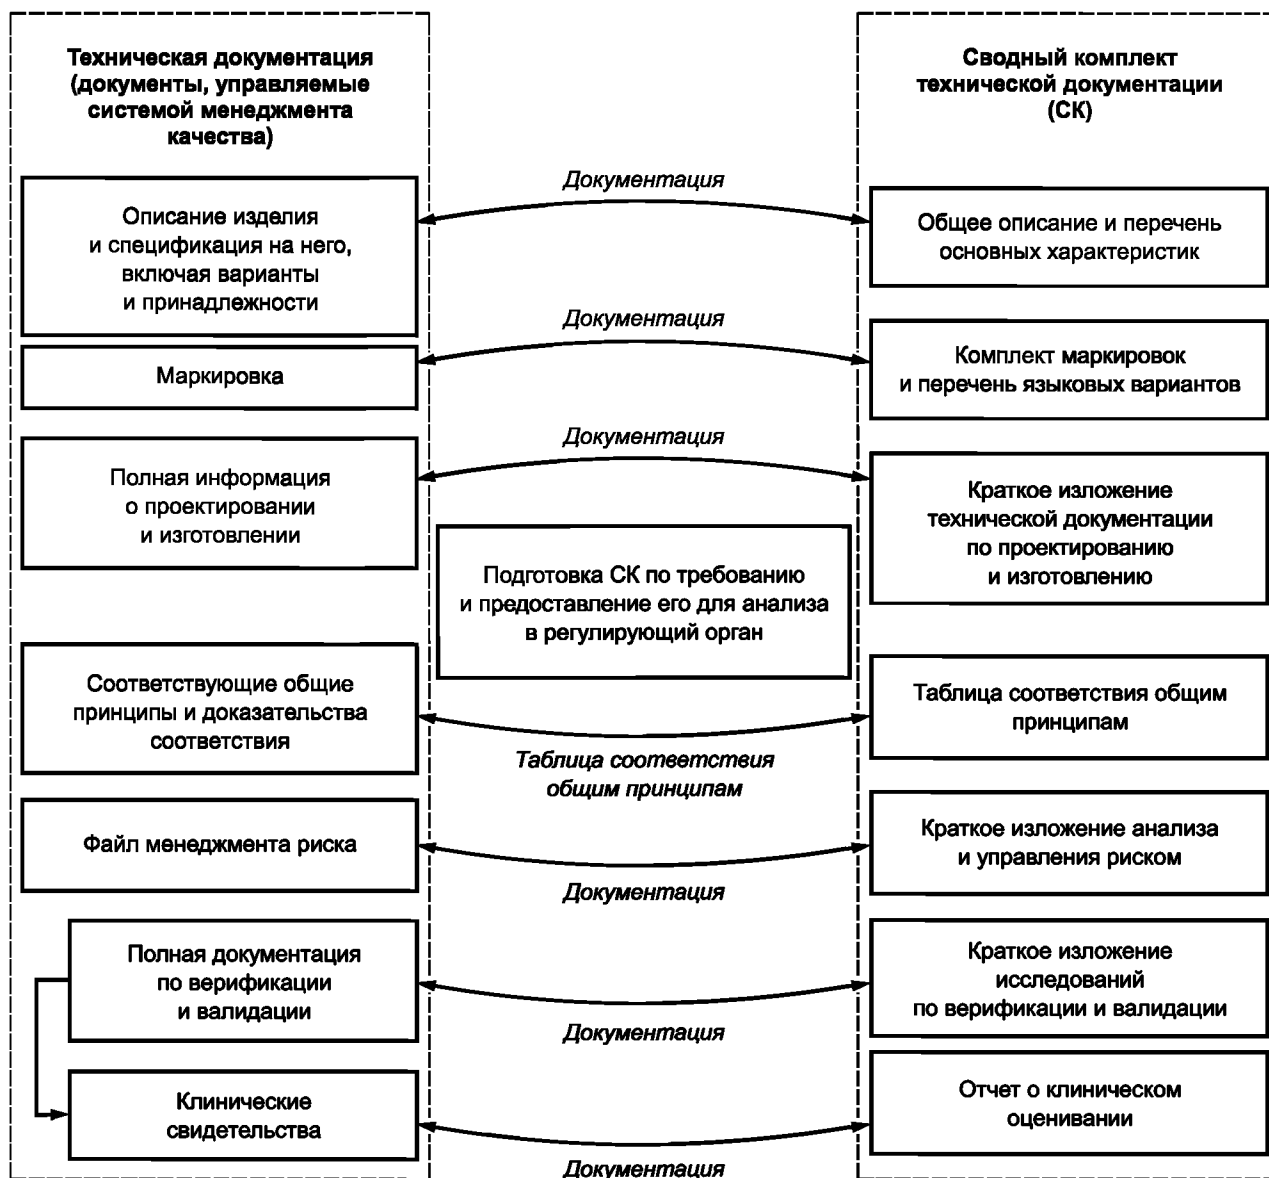 Техническая документация
(документы, управляемые
системой менеджмента
качества)
Сводный комплект
технической документации
(СК)
Документация
Описание изделия
и спецификация на него,
включая варианты
и принадлежности
Общее описание и перечень
основных характеристик
Документация
Маркировка
Комплект маркировок
и перечень языковых вариантов
Документация
Полная информация
о проектировании
и изготовлении
Краткое изложение
технической документации
по проектированию
и изготовлению
Подготовка СК по требованию
и предоставление его для анализа
в регулирующий орган
Соответствующие общие
принципы и доказательства
соответствия
Таблица соответствия общим
принципам
Таблица соответствия
общим принципам
Файл менеджмента риска
Краткое изложение анализа
и управления риском
Документация
Полная документация
по верификации
и валидации
Краткое изложение
исследований
по верификации и валидации
Документация
Клинические
свидетельства
Отчет о клиническом
оценивании
Документация